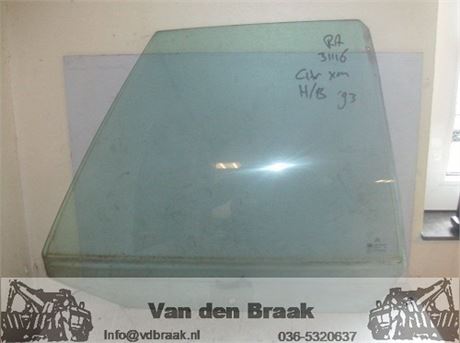 RA
31116
Citr xm
H/B '93
Van den Braak
Info@vdbraak.nl
036-5320637